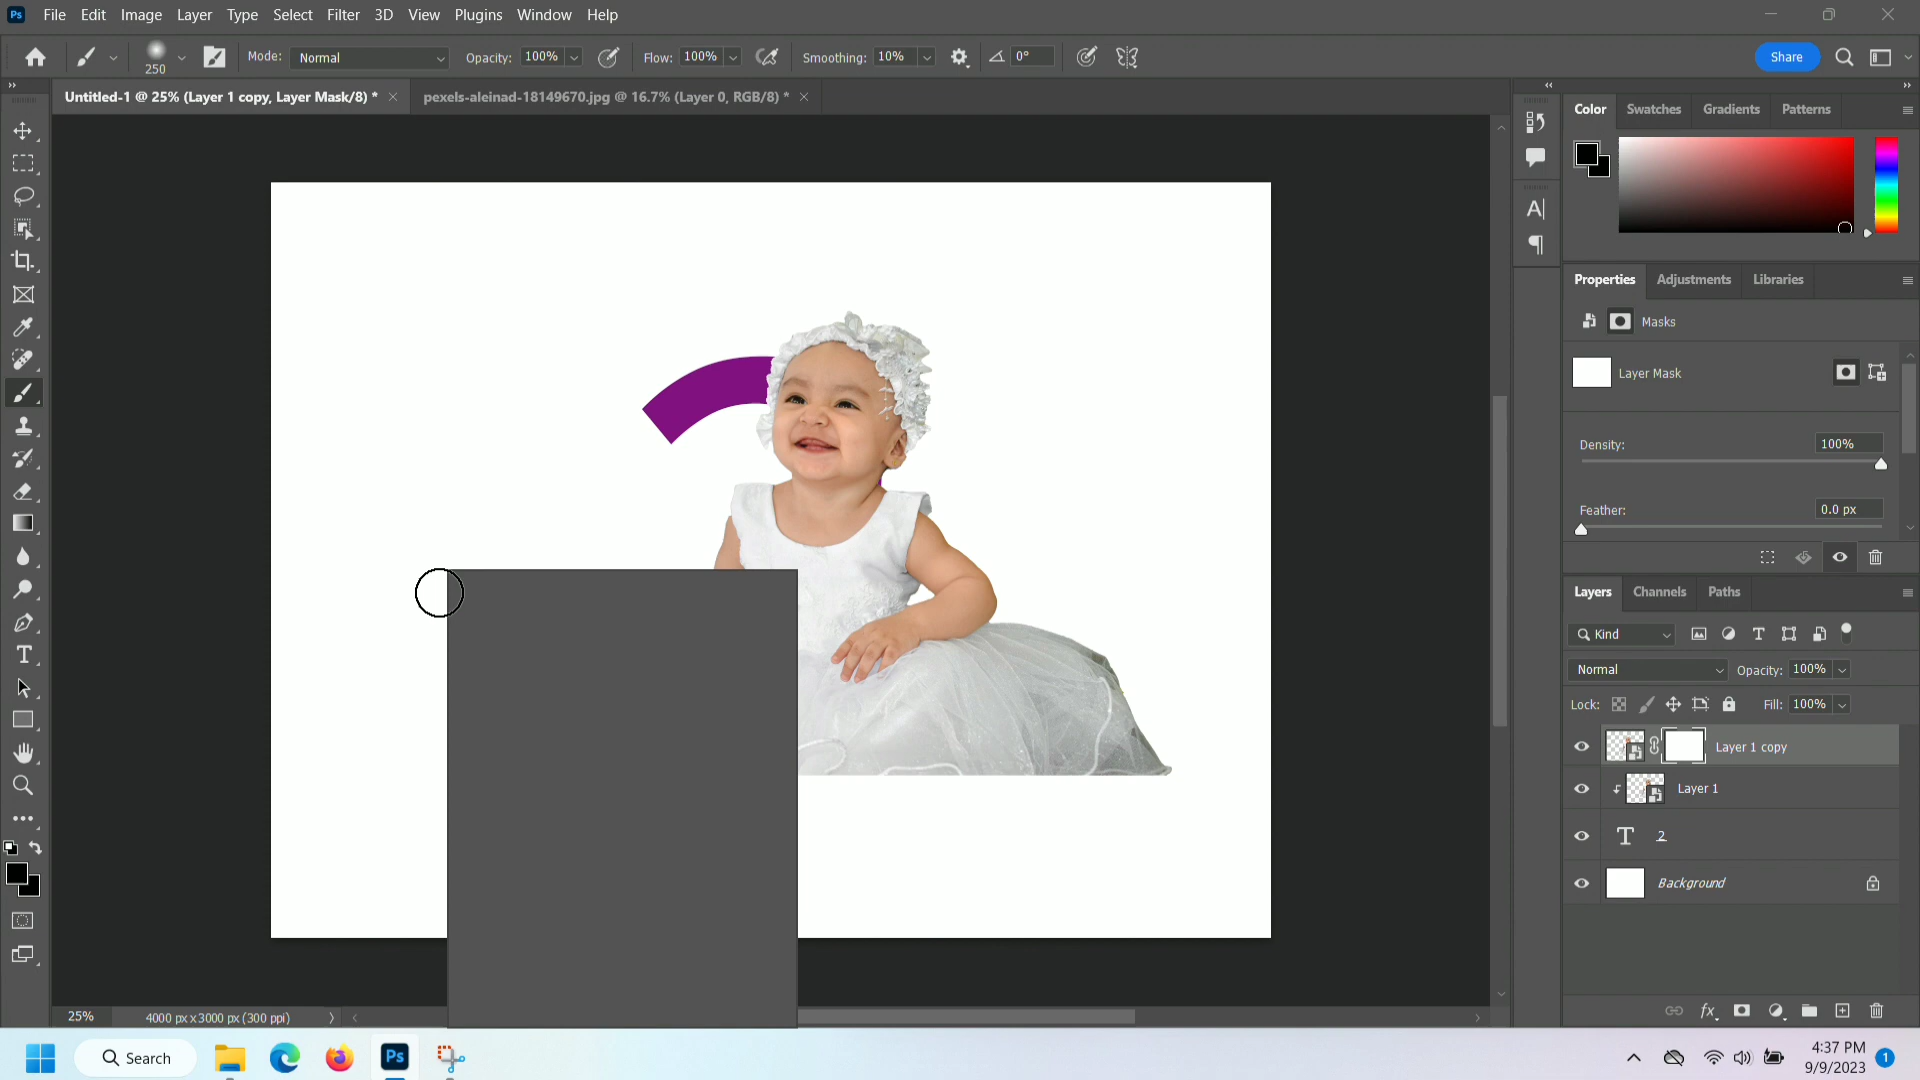 Ps File Edit Image Layer Type Select Filter 3D View Plugins Window Help
250 Mode: Normal Opacity: 100% Flow: 100% Smoothing: 10% 0° Share
Untitled-1 @ 25% (Layer 1 copy, Layer Mask/8) * pexels-aleinad-18149670.jpg @ 16.7% (Layer 0, RGB/8) *
Color Swatches Gradients Patterns
Properties Adjustments Libraries
Masks
Layer Mask
Density: 100%
Feather: 0.0 px
Layers Channels Paths
Kind
Normal Opacity: 100%
Lock: Fill: 100%
Layer 1 copy
Layer 1
2
Background
25% 4000 px x 3000 px (300 ppi)
Search Ps 4:37 PM 1
9/9/2023